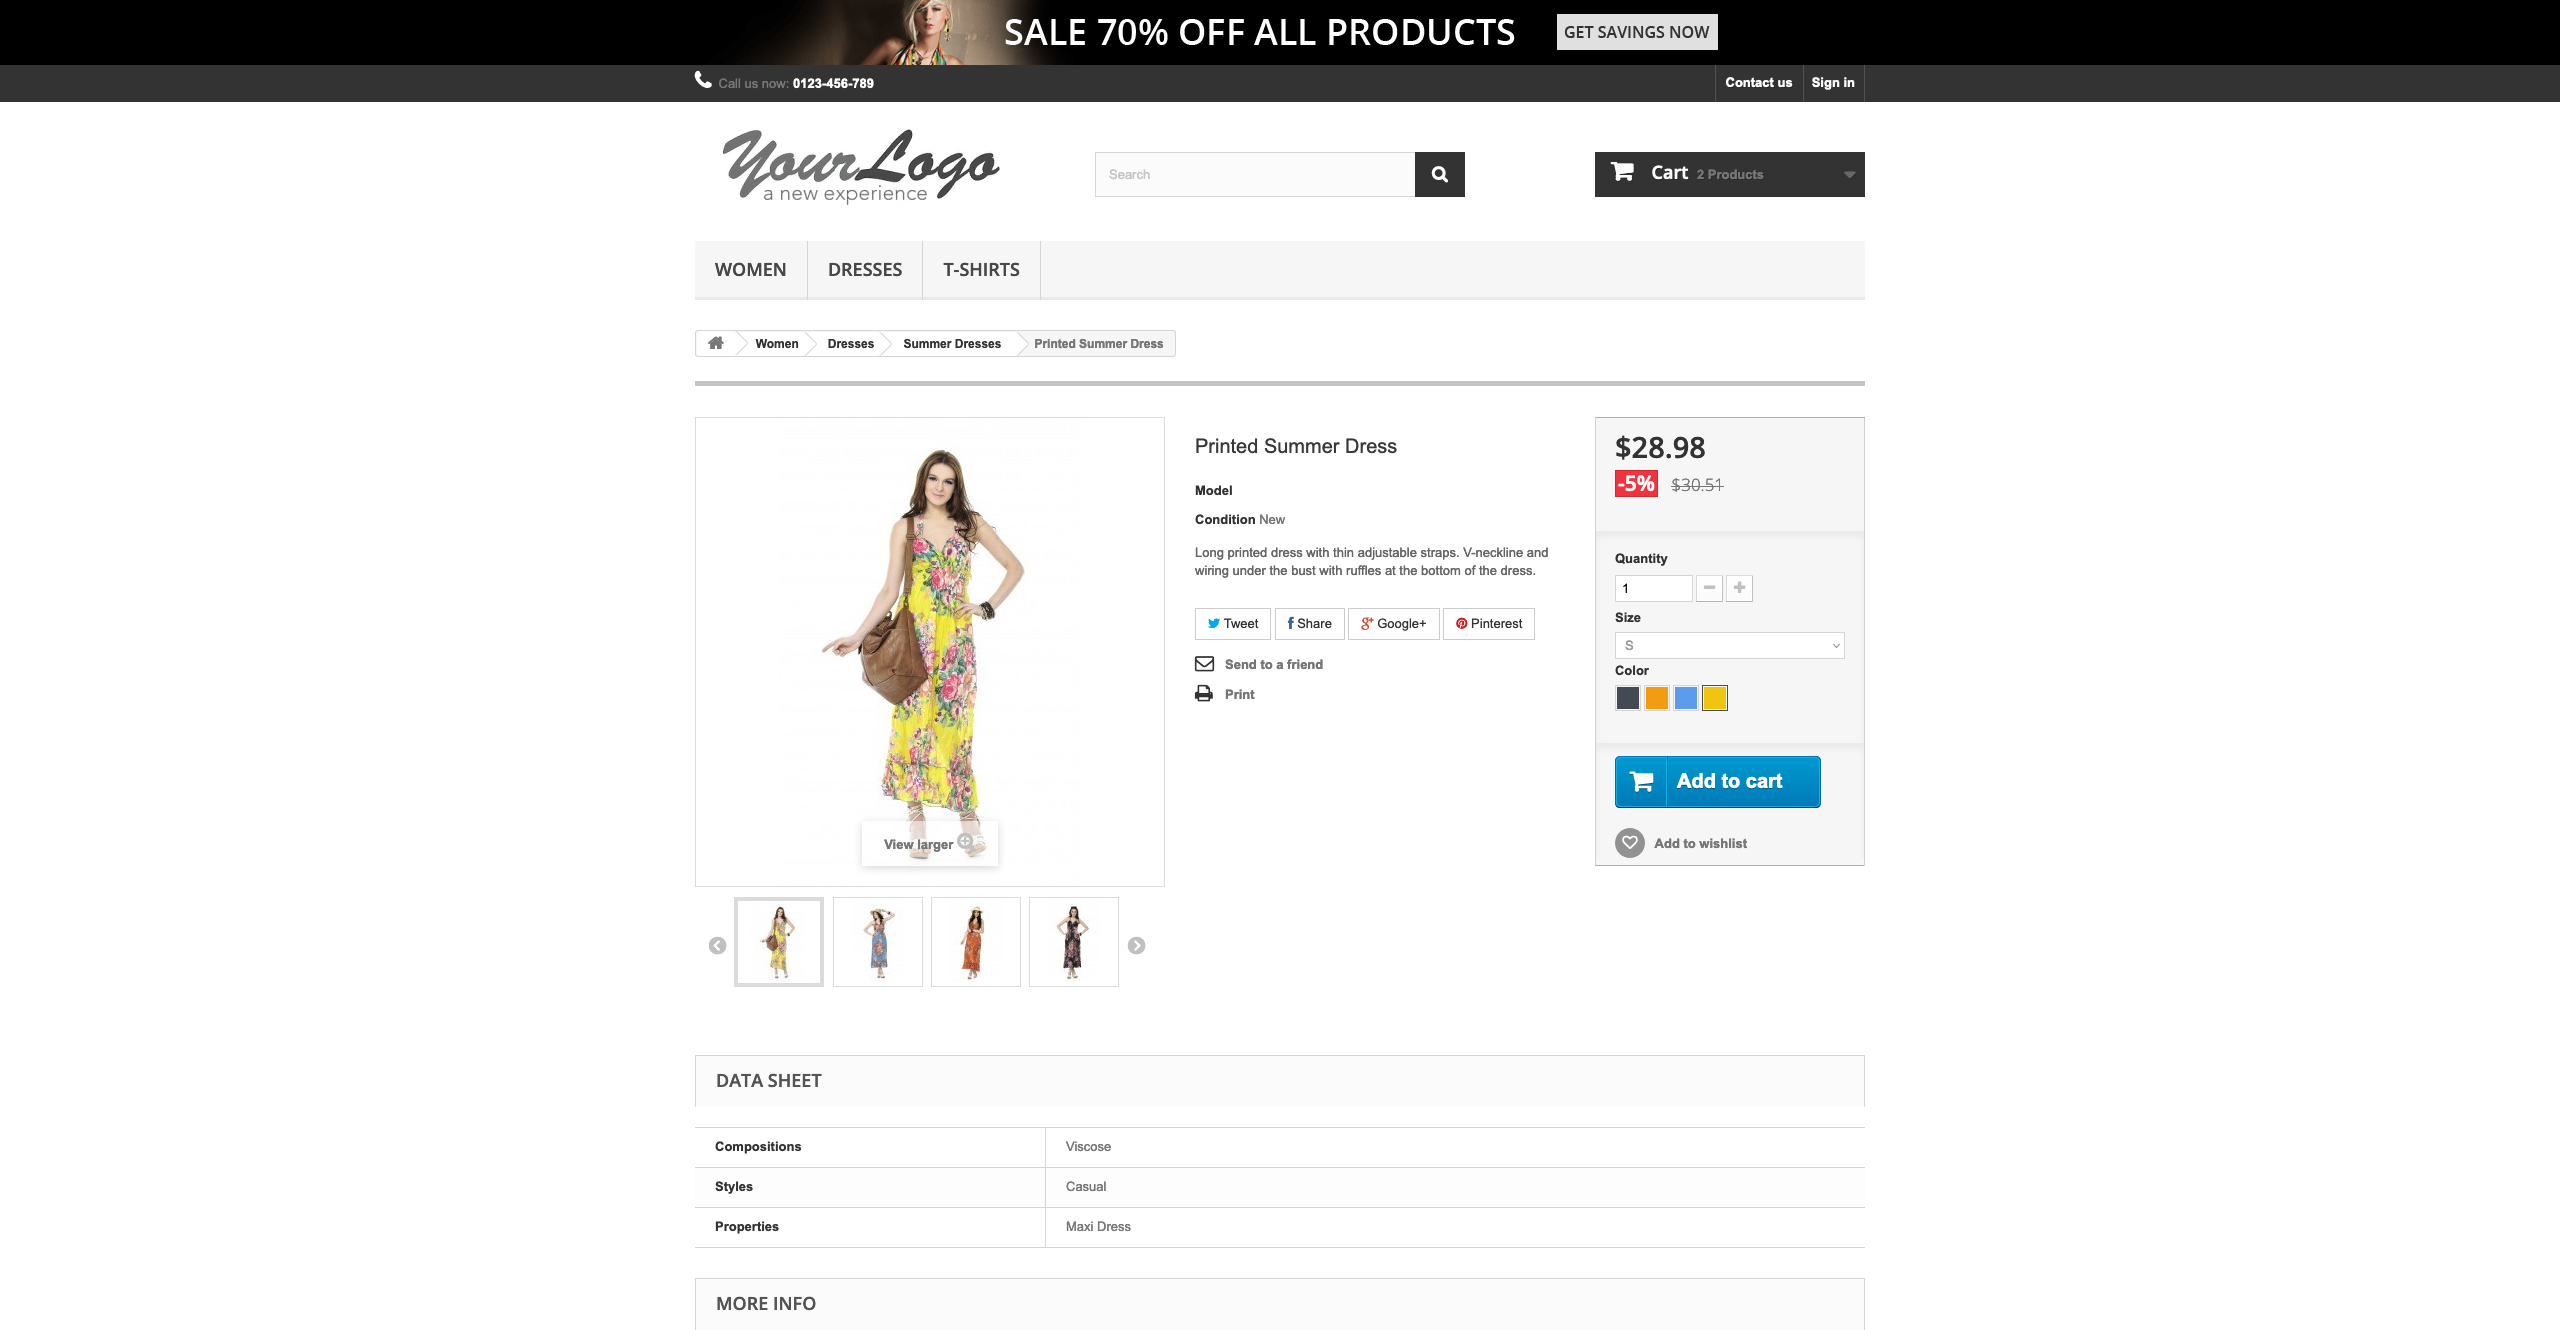 SALE 70% OFF ALL PRODUCTS GET SAVINGS NOW
Call us now: 0123-456-789 Contact us Sign in
YourLogo
a new experience
Search
Cart 2 Products
WOMEN DRESSES T-SHIRTS
Women Dresses Summer Dresses Printed Summer Dress
Printed Summer Dress
Model
Condition New
Long printed dress with thin adjustable straps. V-neckline and
wiring under the bust with ruffles at the bottom of the dress.
Tweet Share Google+ Pinterest
Send to a friend
Print
$28.98
-5% $30.51
Quantity
1
Size
S
Color
Add to cart
Add to wishlist
View larger
DATA SHEET
Compositions Viscose
Styles Casual
Properties Maxi Dress
MORE INFO